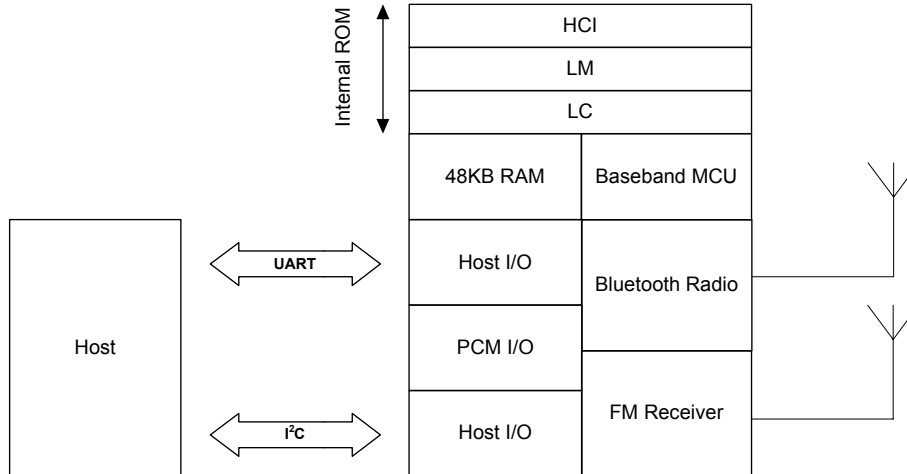 Internal ROM
HCI
LM
LC
48KB RAM
Baseband MCU
Host
UART
Host I/O
Bluetooth Radio
PCM I/O
I²C
Host I/O
FM Receiver